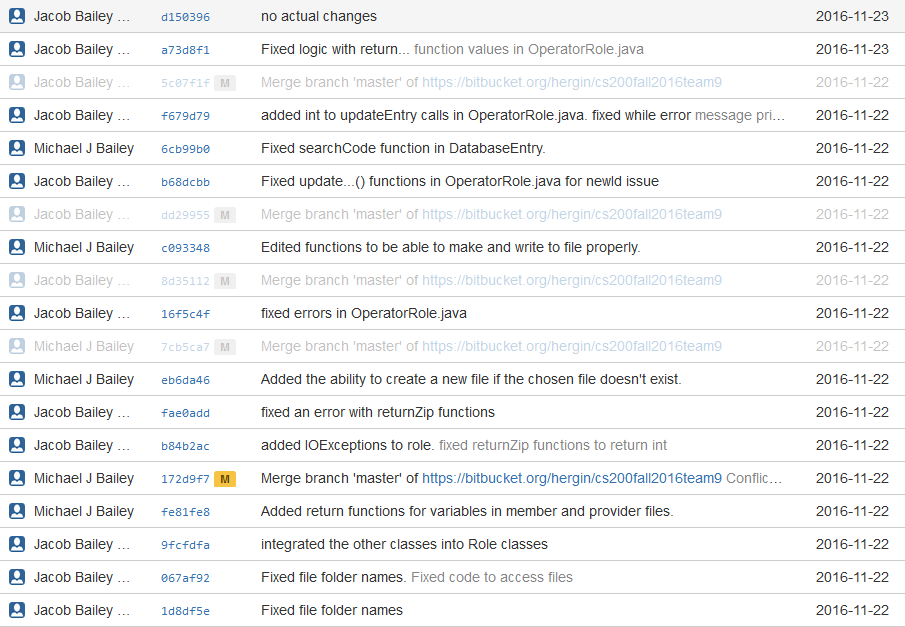 Jacob Bailey ... d150396 no actual changes 2016-11-23
Jacob Bailey ... a73d8f1 Fixed logic with return... function values in OperatorRole.java 2016-11-23
Jacob Bailey ... 5c07f1f M Merge branch 'master' of https://bitbucket.org/hergin/cs200fall2016team9 2016-11-22
Jacob Bailey ... f679d79 added int to updateEntry calls in OperatorRole.java. fixed while error message pri... 2016-11-22
Michael J Bailey 6cb99b0 Fixed searchCode function in DatabaseEntry. 2016-11-22
Jacob Bailey ... b68dcbb Fixed update...() functions in OperatorRole.java for newId issue 2016-11-22
Jacob Bailey ... dd29955 M Merge branch 'master' of https://bitbucket.org/hergin/cs200fall2016team9 2016-11-22
Michael J Bailey c093348 Edited functions to be able to make and write to file properly. 2016-11-22
Jacob Bailey ... 8d35112 M Merge branch 'master' of https://bitbucket.org/hergin/cs200fall2016team9 2016-11-22
Jacob Bailey ... 16f5c4f fixed errors in OperatorRole.java 2016-11-22
Michael J Bailey 7cb5ca7 M Merge branch 'master' of https://bitbucket.org/hergin/cs200fall2016team9 2016-11-22
Michael J Bailey eb6da46 Added the ability to create a new file if the chosen file doesn't exist. 2016-11-22
Jacob Bailey ... fae0add fixed an error with returnZip functions 2016-11-22
Jacob Bailey ... b84b2ac added IOExceptions to role. fixed returnZip functions to return int 2016-11-22
Michael J Bailey 172d9f7 M Merge branch 'master' of https://bitbucket.org/hergin/cs200fall2016team9 Conflic... 2016-11-22
Michael J Bailey fe81fe8 Added return functions for variables in member and provider files. 2016-11-22
Jacob Bailey ... 9fcfdfa integrated the other classes into Role classes 2016-11-22
Jacob Bailey ... 067af92 Fixed file folder names. Fixed code to access files 2016-11-22
Jacob Bailey ... 1d8df5e Fixed file folder names 2016-11-22